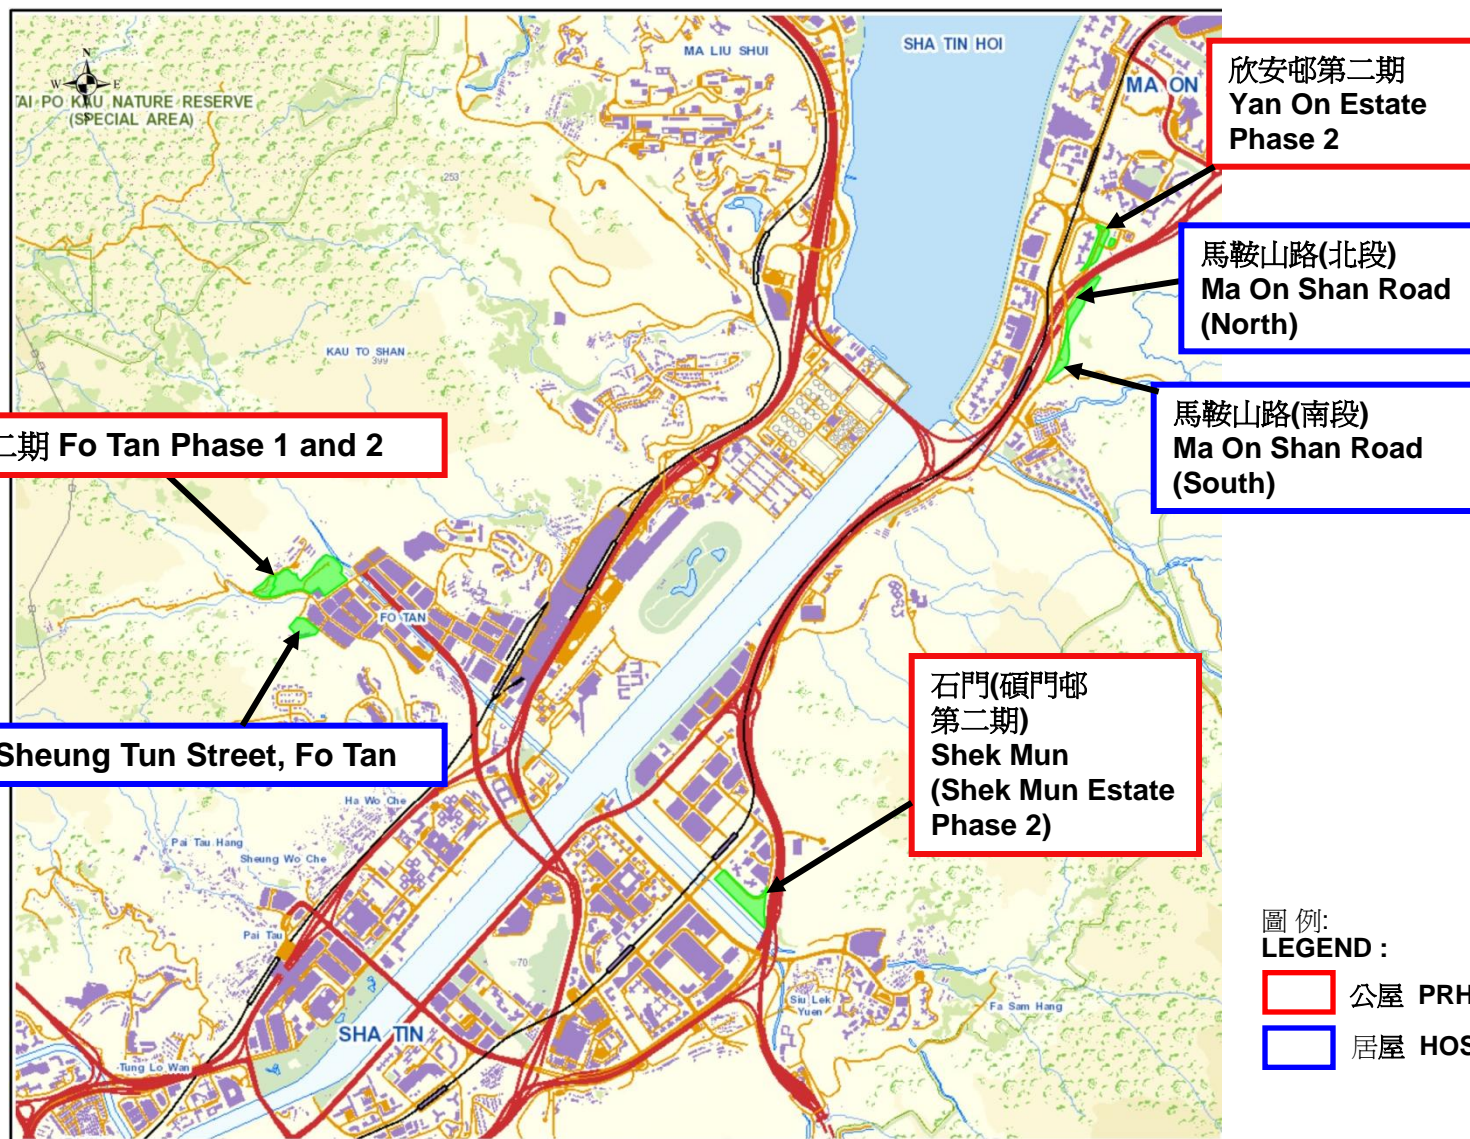 N
W
E
S
TAI PO KAU NATURE RESERVE
(SPECIAL AREA)
MA LIU SHUI
SHA TIN HOI
MA ON
欣安邨第二期
Yan On Estate
Phase 2
253
馬鞍山路(北段)
Ma On Shan Road
(North)
KAU TO SHAN
399
馬鞍山路(南段)
Ma On Shan Road
(South)
二期 Fo Tan Phase 1 and 2
FO TAN
石門(碩門邨
第二期)
Shek Mun
(Shek Mun Estate
Phase 2)
Sheung Tun Street, Fo Tan
Ha Wo Che
Pai Tau Hang
Sheung Wo Che
Pai Tau
70
Siu Lek
Yuen
Fa Sam Hang
SHA TIN
Tung Lo Wan
圖 例:
LEGEND :
公屋 PRH
居屋 HOS